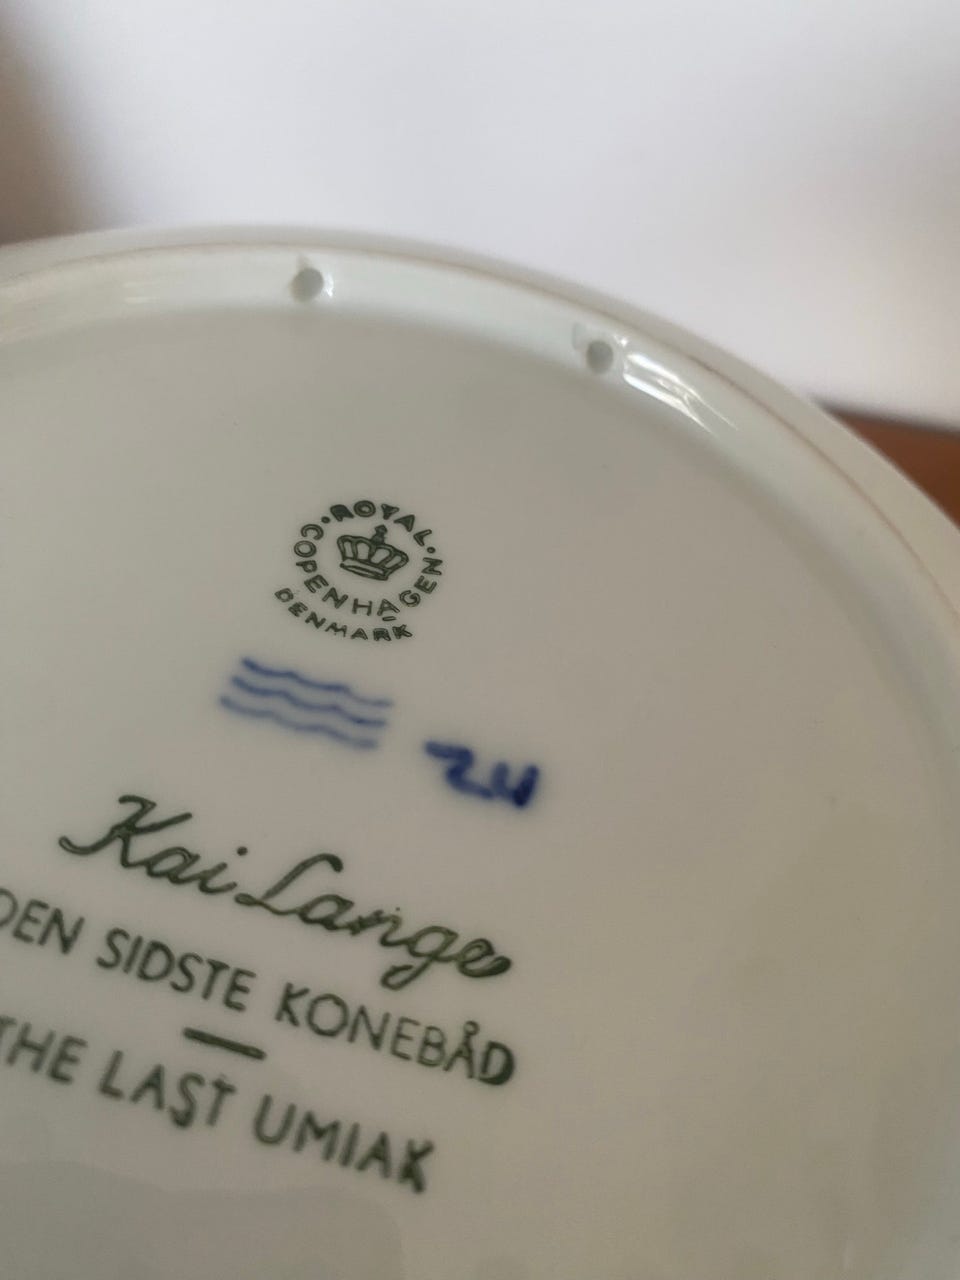 ·ROYAL·
COPENHAGEN
DENMARK
Kai Lange
DEN SIDSTE KONEBÅD
THE LAST UMIAK